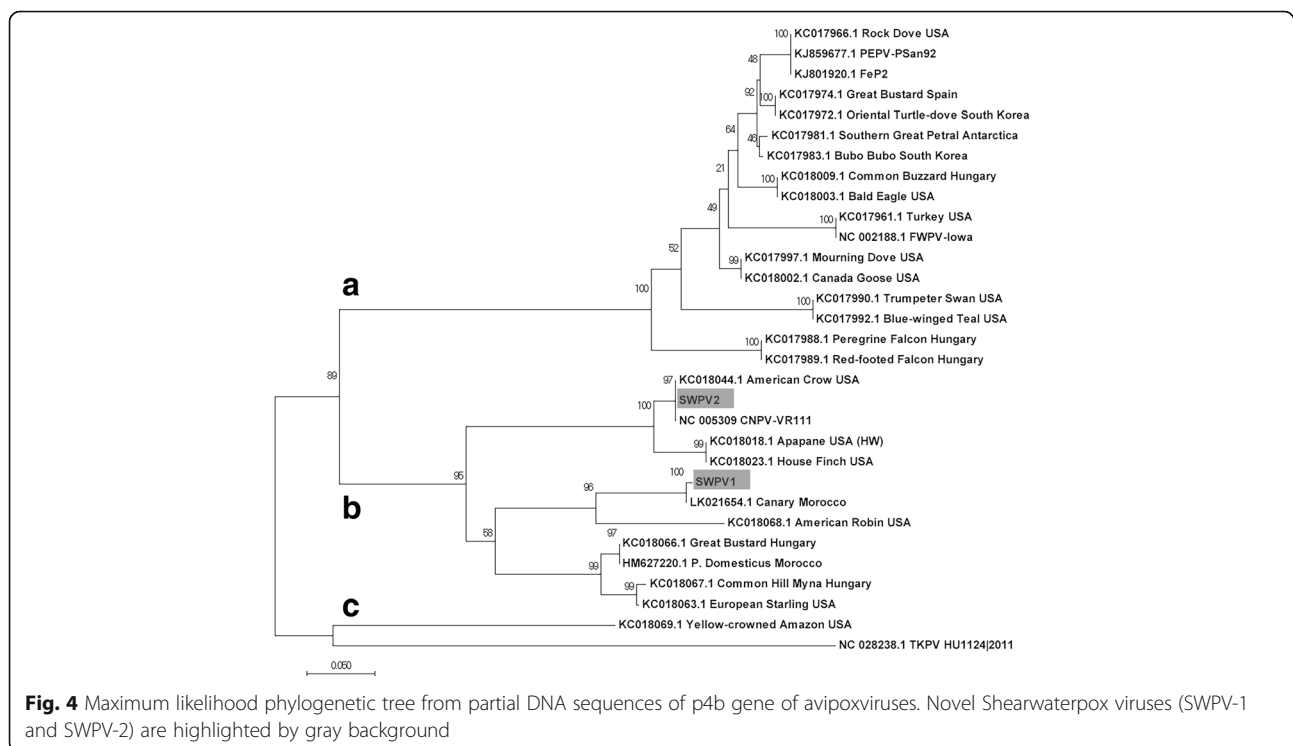 100 KC017966.1 Rock Dove USA
KJ859677.1 PEPV-PSan92
48
KJ801920.1 FeP2
92
100 KC017974.1 Great Bustard Spain
KC017972.1 Oriental Turtle-dove South Korea
64
46 KC017981.1 Southern Great Petral Antarctica
KC017983.1 Bubo Bubo South Korea
21
100 KC018009.1 Common Buzzard Hungary
KC018003.1 Bald Eagle USA
49
100 KC017961.1 Turkey USA
NC 002188.1 FWPV-Iowa
52
99 KC017997.1 Mourning Dove USA
KC018002.1 Canada Goose USA
a
100
100 KC017990.1 Trumpeter Swan USA
KC017992.1 Blue-winged Teal USA
100 KC017988.1 Peregrine Falcon Hungary
KC017989.1 Red-footed Falcon Hungary
89
97 KC018044.1 American Crow USA
SWPV2
100
NC 005309 CNPV-VR111
99 KC018018.1 Apapane USA (HW)
KC018023.1 House Finch USA
95
100 SWPV1
96
LK021654.1 Canary Morocco
b
KC018068.1 American Robin USA
58
97 KC018066.1 Great Bustard Hungary
HM627220.1 P. Domesticus Morocco
99
99 KC018067.1 Common Hill Myna Hungary
KC018063.1 European Starling USA
c
KC018069.1 Yellow-crowned Amazon USA
NC 028238.1 TKPV HU1124|2011
0.050
Fig. 4 Maximum likelihood phylogenetic tree from partial DNA sequences of p4b gene of avipoxviruses. Novel Shearwaterpox viruses (SWPV-1
and SWPV-2) are highlighted by gray background